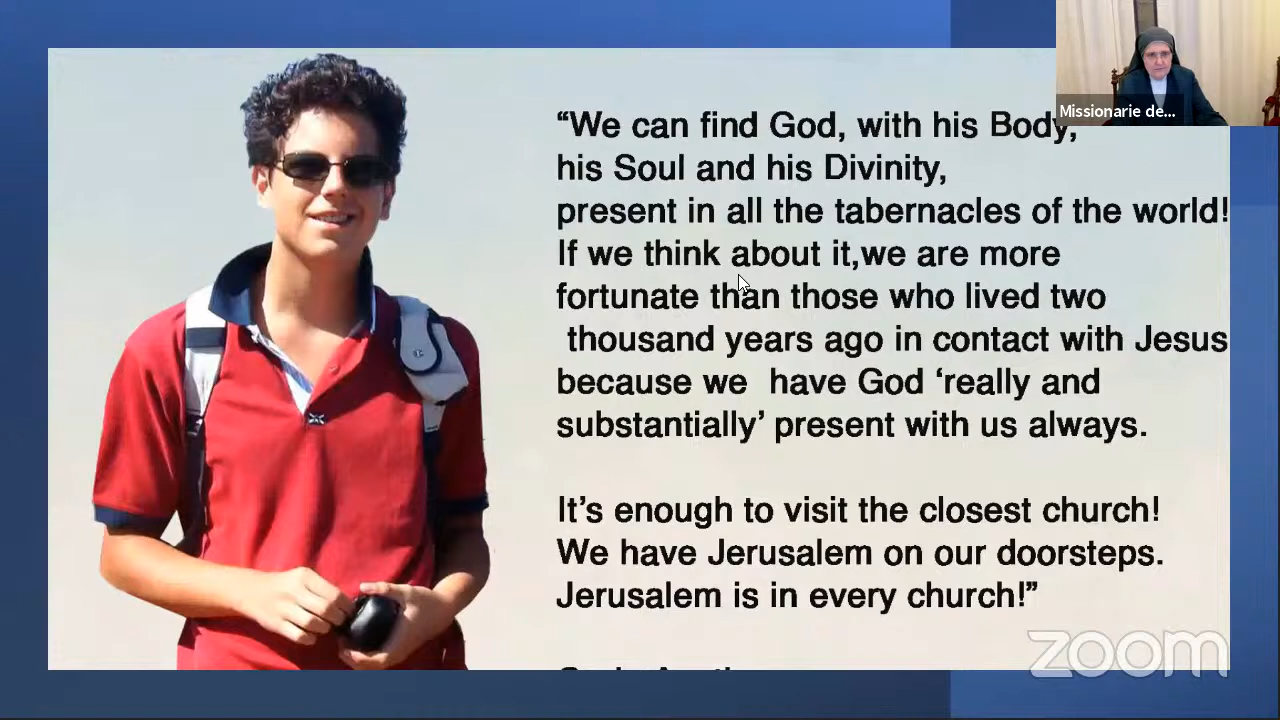 “We can find God, with his Body,
his Soul and his Divinity,
present in all the tabernacles of the world!
If we think about it,we are more
fortunate than those who lived two
thousand years ago in contact with Jesus
because we have God ‘really and
substantially’ present with us always.
It’s enough to visit the closest church!
We have Jerusalem on our doorsteps.
Jerusalem is in every church!”
Missionarie de...
zoom